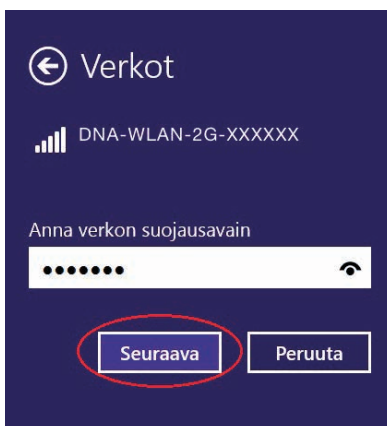 Verkot
DNA-WLAN-2G-XXXXXX
Anna verkon suojausavain
•••••••
Seuraava
Peruuta